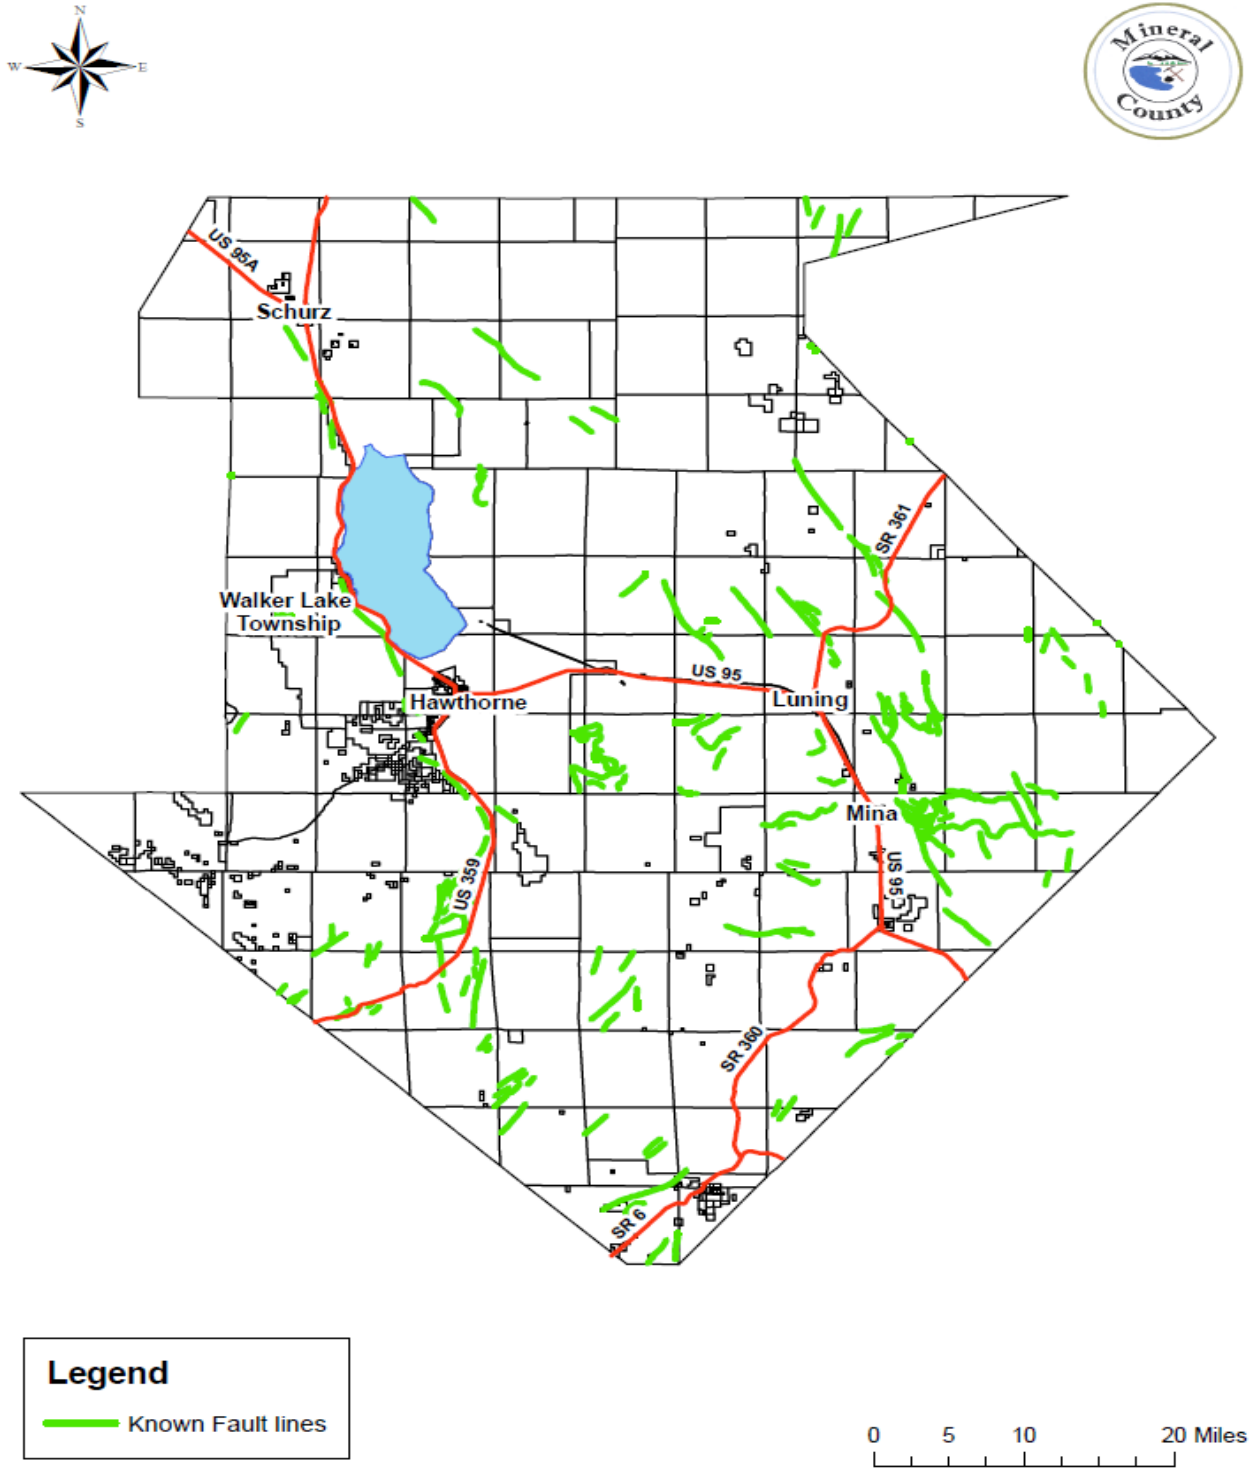 N
W E
S
Mineral
County
US 95A
Schurz
SR 361
Walker Lake
Township
US 95
Hawthorne
Luning
Mina
US 95
US 359
SR 360
SR 6
Legend
Known Fault lines
0 5 10 20 Miles